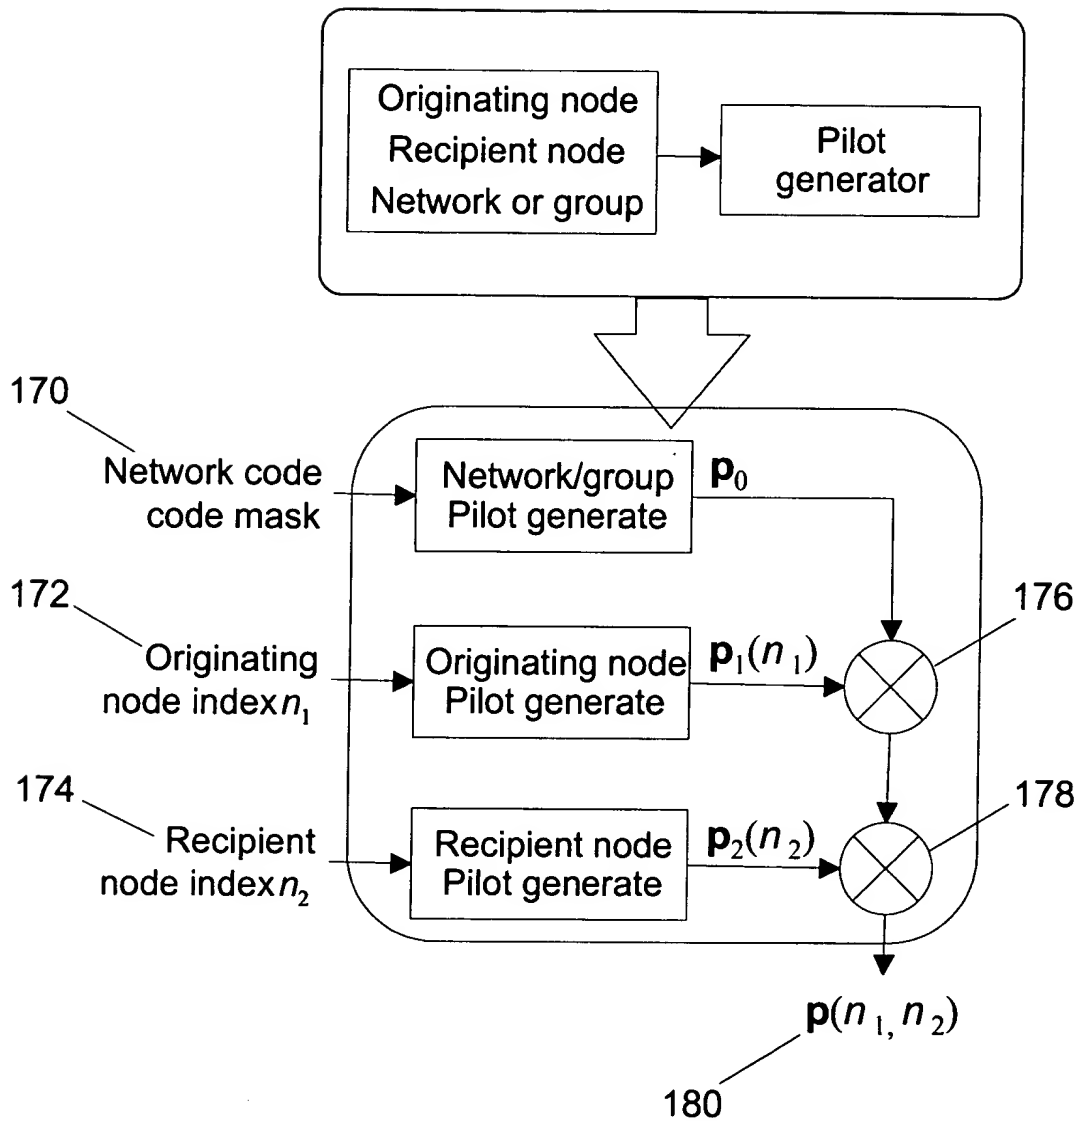 Originating node
Recipient node
Network or group
Pilot
generator
170
Network code
code mask
Network/group
Pilot generate
p0
172
Originating
node index n1
Originating node
Pilot generate
p1(n1)
176
174
Recipient
node index n2
Recipient node
Pilot generate
p2(n2)
178
p(n1, n2)
180